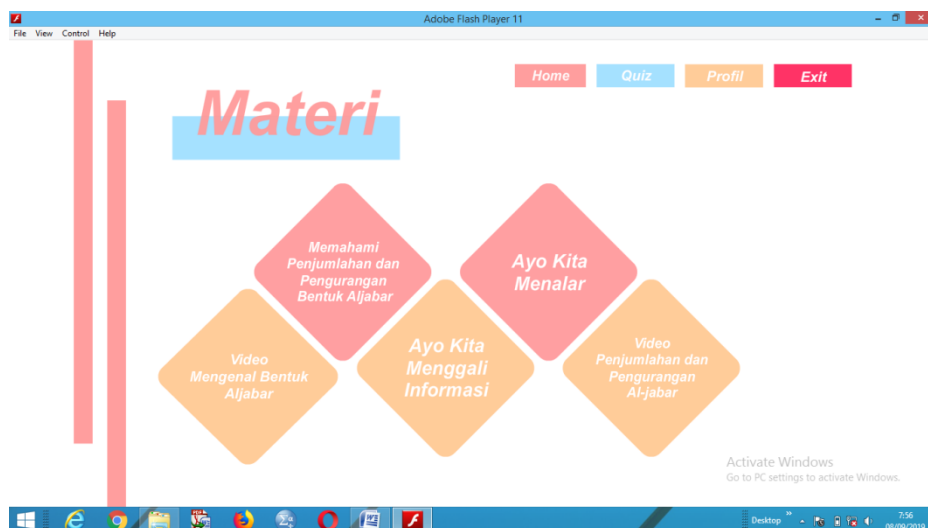 Adobe Flash Player 11
File View Control Help
Home Quiz Profil Exit
Materi
Memahami
Penjumlahan dan
Pengurangan
Bentuk Aljabar
Ayo Kita
Menalar
Video
Mengenal Bentuk
Aljabar
Ayo Kita
Menggali
Informasi
Video
Penjumlahan dan
Pengurangan
Al-jabar
Activate Windows
Go to PC settings to activate Windows.
Desktop
7:56
08/09/2019